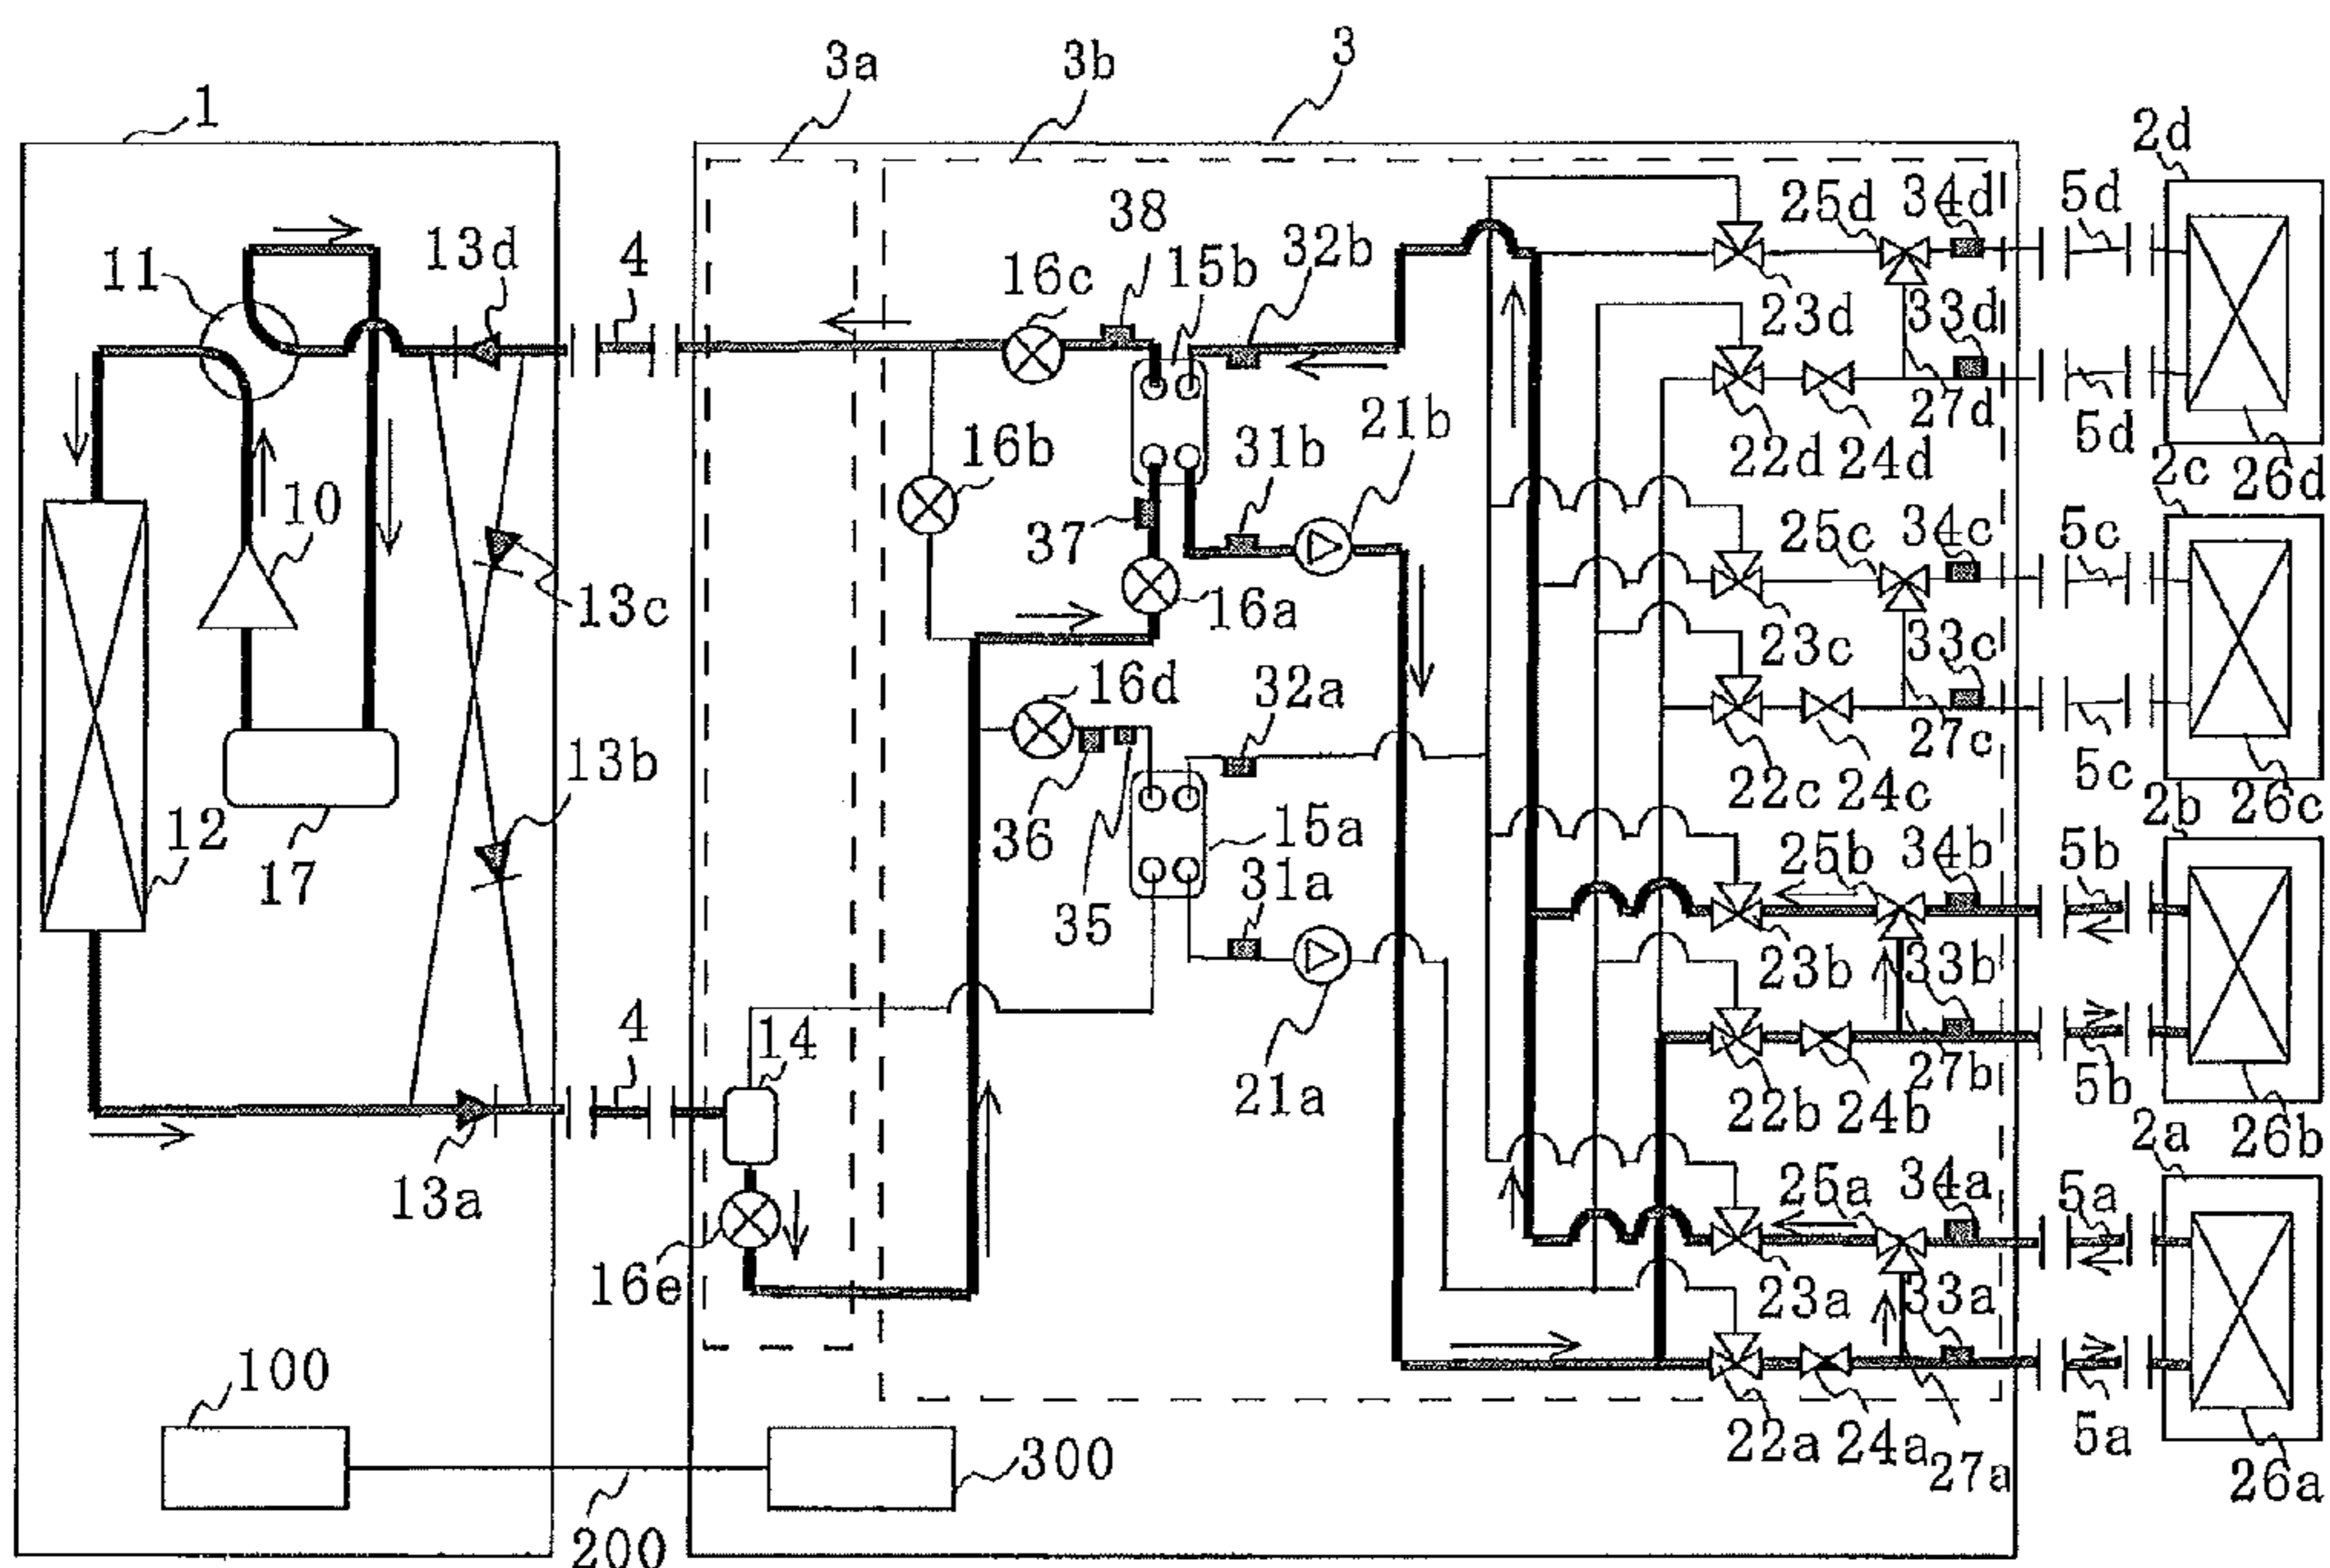 3a 3b 3
1 2d
38 25d 34d 5d
11 13d 4 16c 15b 32b
23d 33d
27d
16b 31b 21b 22d 24d 5d 2c 26d
10 37 25c 34c 5c
13c 16a
23c 33c
16d 32a
27c
13b 22c 24c 5c 2b 26c
12 36 15a
17 35 31a 25b 34b 5b
23b 33b
4 14 27b
21a 22b 24b 5b 2a 26b
13a 25a 34a 5a
16e 23a 33a
100 300 22a 24a 27a 5a 26a
200